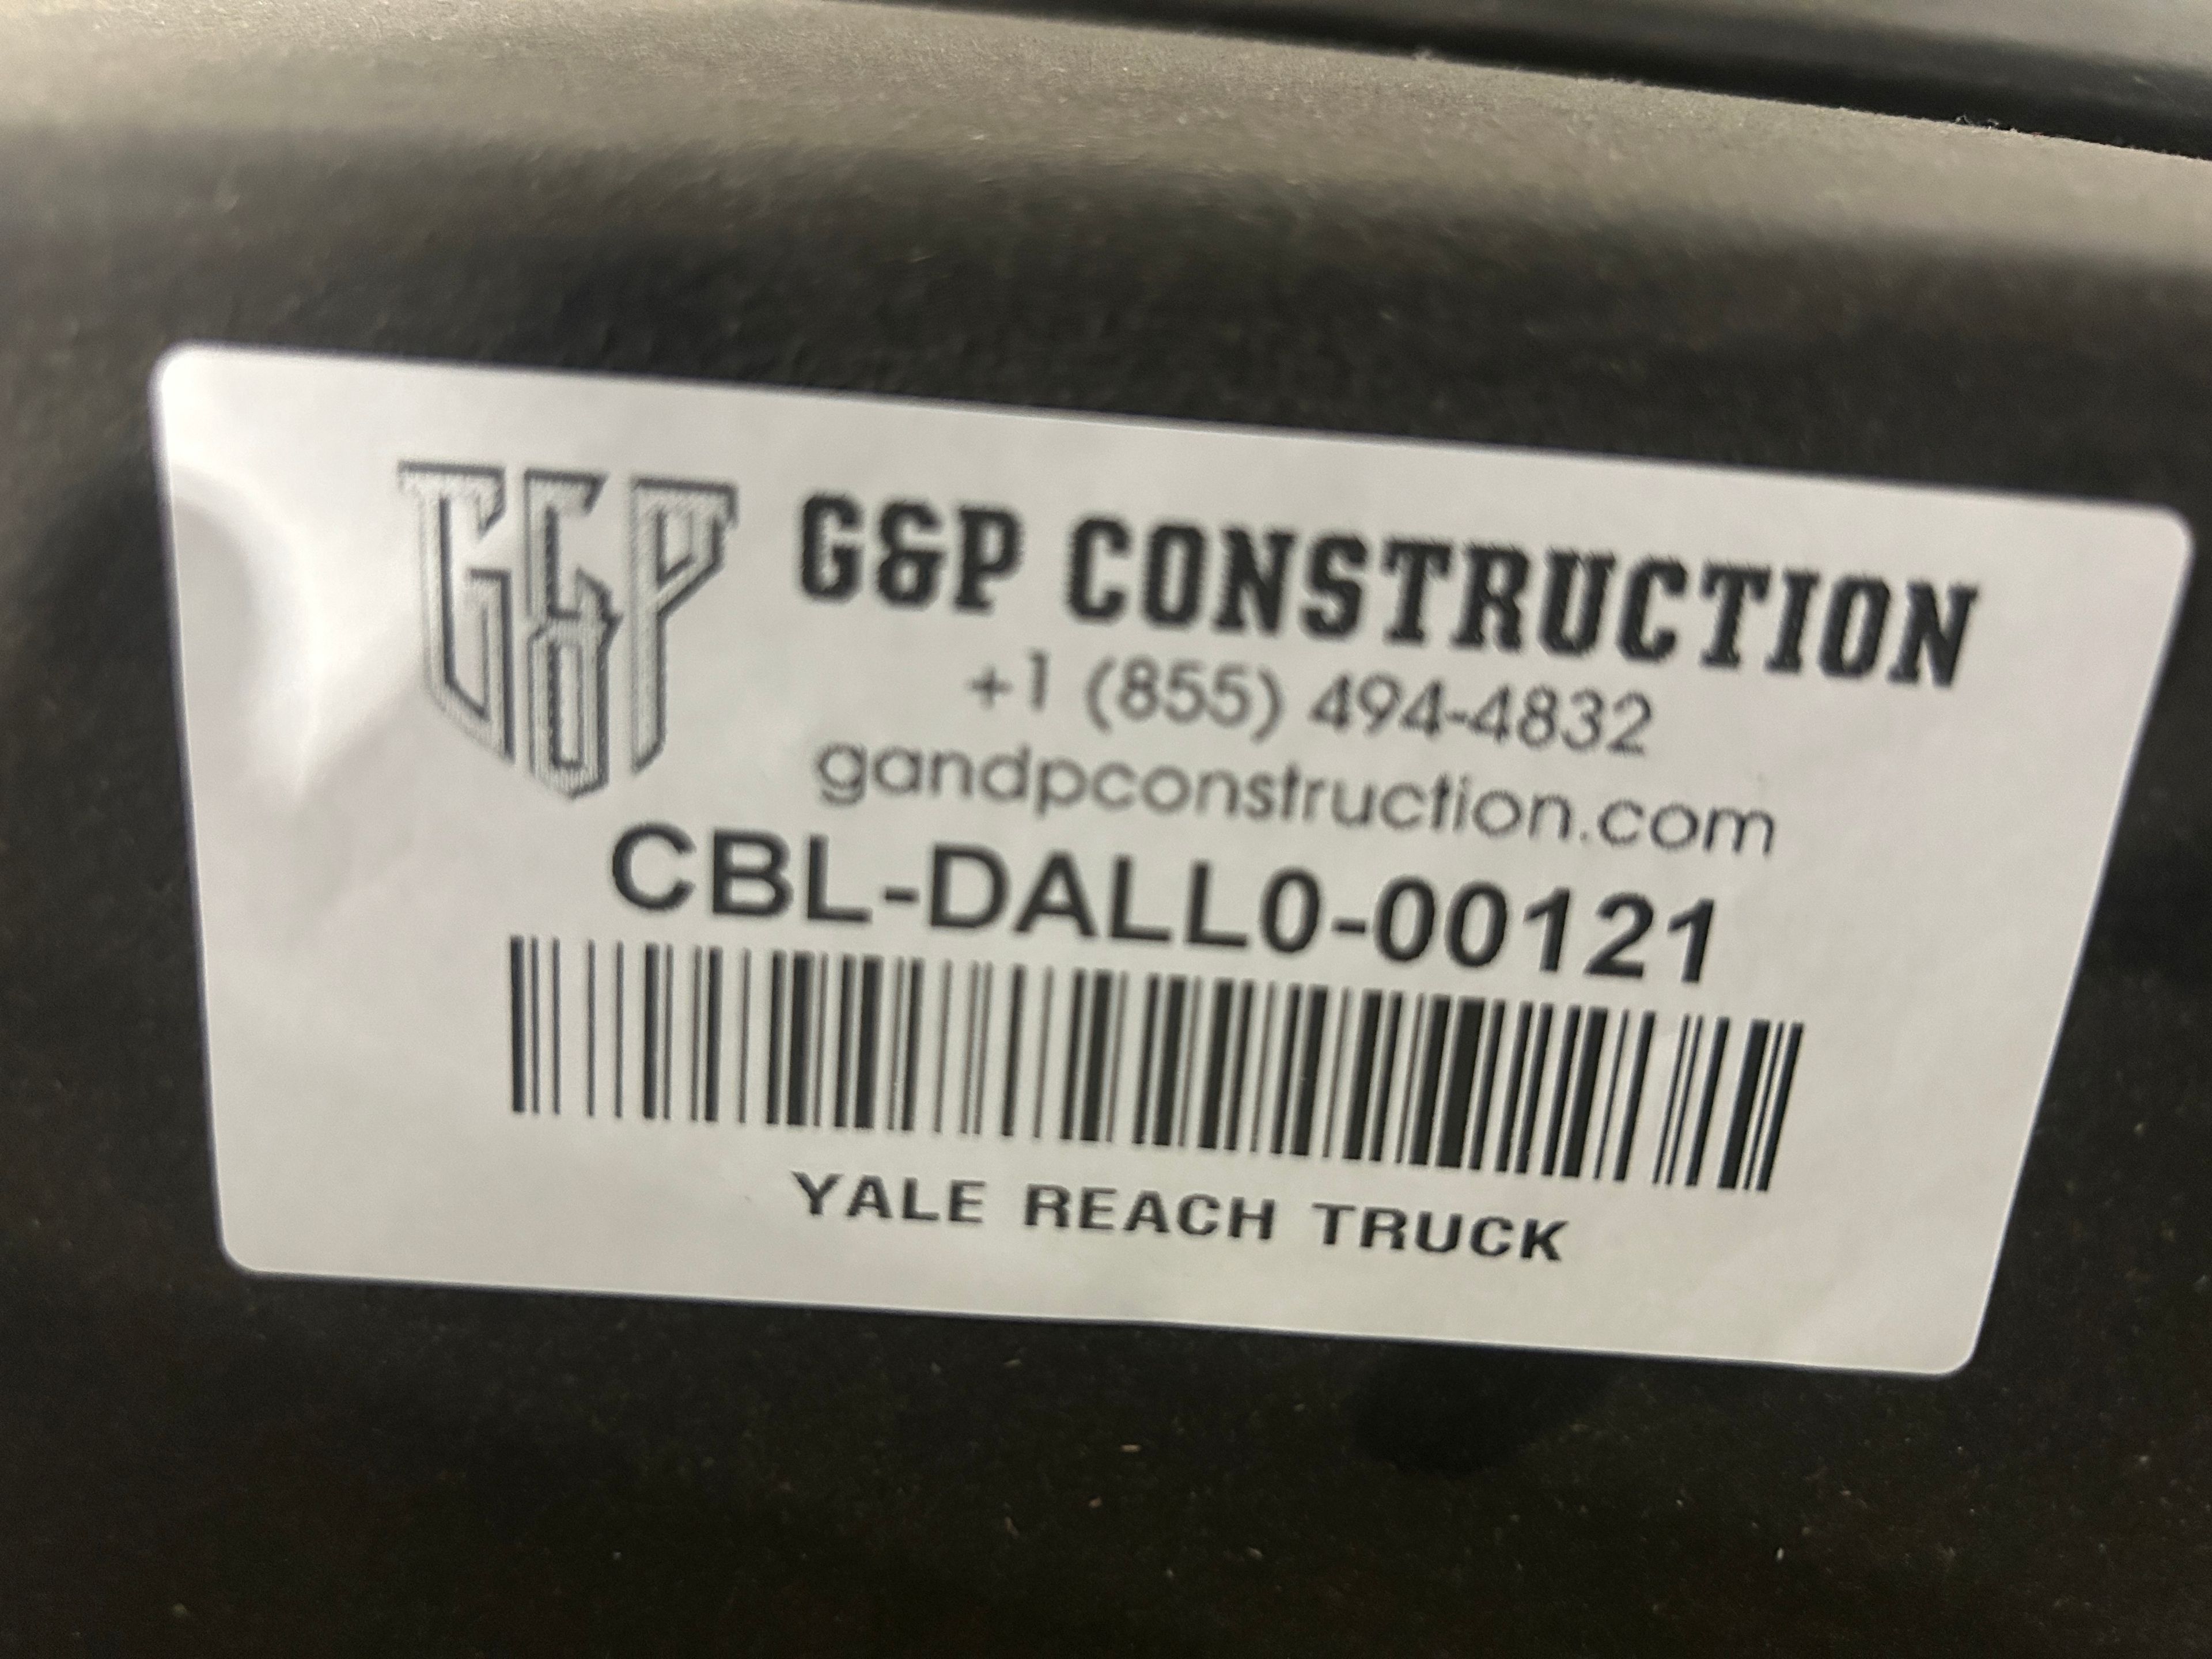 G&P G&P CONSTRUCTION
+1 (855) 494-4832
gandpconstruction.com
CBL-DALL0-00121
YALE REACH TRUCK